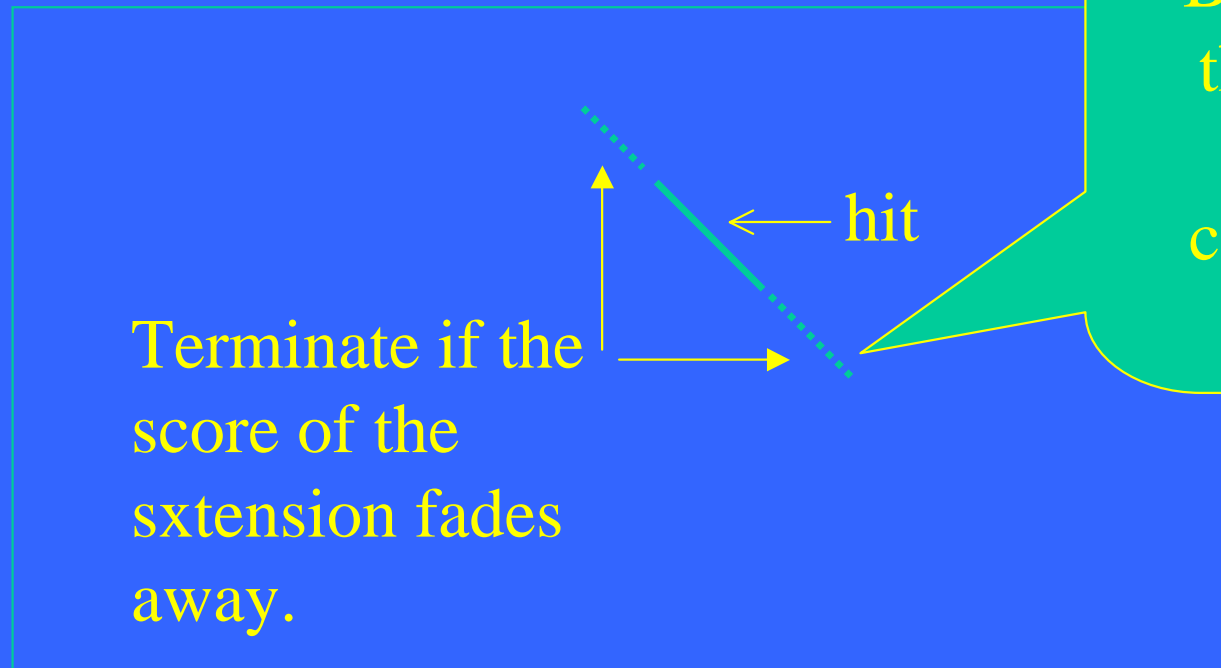 hit
Terminate if the
score of the
sxtension fades
away.